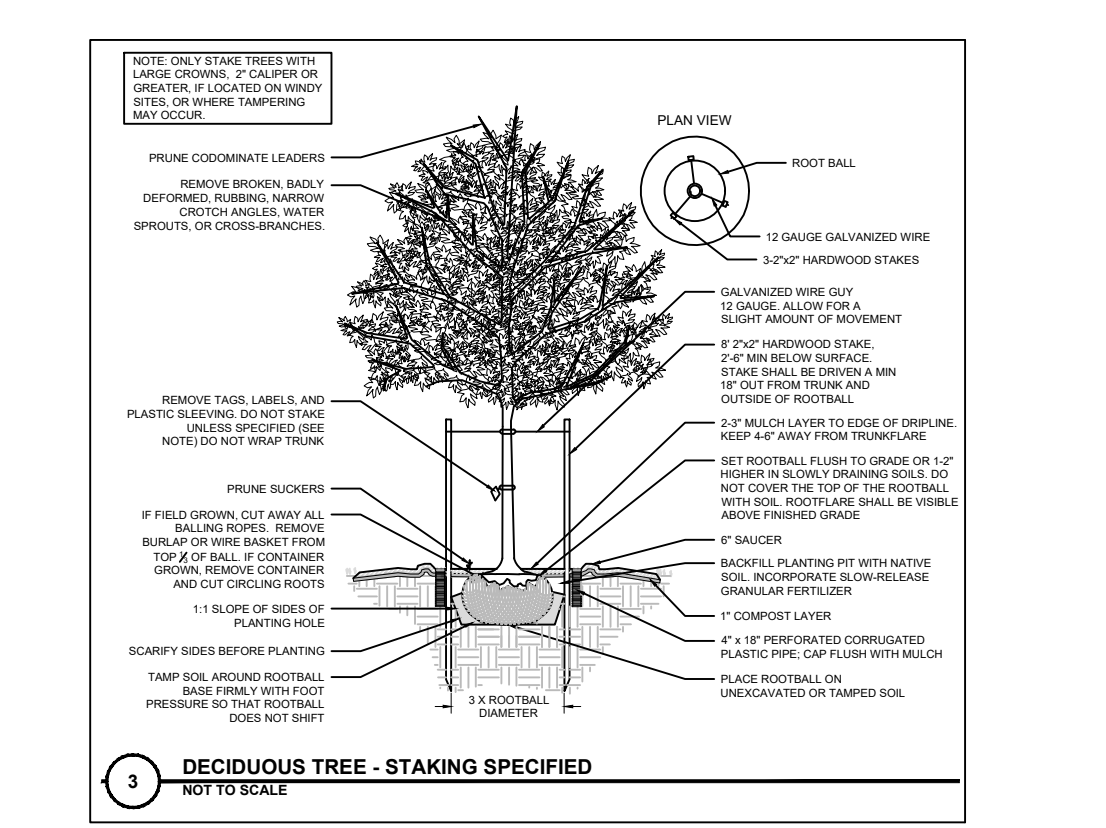 NOTE: ONLY STAKE TREES WITH
LARGE CROWNS, 2" CALIPER OR
GREATER, IF LOCATED ON WINDY
SITES, OR WHERE TAMPERING
MAY OCCUR.
PRUNE CODOMINATE LEADERS
REMOVE BROKEN, BADLY
DEFORMED, RUBBING, NARROW
CROTCH ANGLES, WATER
SPROUTS, OR CROSS-BRANCHES.
REMOVE TAGS, LABELS, AND
PLASTIC SLEEVING. DO NOT STAKE
UNLESS SPECIFIED (SEE
NOTE) DO NOT WRAP TRUNK
PRUNE SUCKERS
IF FIELD GROWN, CUT AWAY ALL
BALLING ROPES. REMOVE
BURLAP OR WIRE BASKET FROM
TOP ⅓ OF BALL. IF CONTAINER
GROWN, REMOVE CONTAINER
AND CUT CIRCLING ROOTS
1:1 SLOPE OF SIDES OF
PLANTING HOLE
SCARIFY SIDES BEFORE PLANTING
TAMP SOIL AROUND ROOTBALL
BASE FIRMLY WITH FOOT
PRESSURE SO THAT ROOTBALL
DOES NOT SHIFT
PLAN VIEW
ROOT BALL
12 GAUGE GALVANIZED WIRE
3-2"x2" HARDWOOD STAKES
GALVANIZED WIRE GUY
12 GAUGE. ALLOW FOR A
SLIGHT AMOUNT OF MOVEMENT
8' 2"x2" HARDWOOD STAKE,
2'-6" MIN BELOW SURFACE.
STAKE SHALL BE DRIVEN A MIN
18" OUT FROM TRUNK AND
OUTSIDE OF ROOTBALL
2-3" MULCH LAYER TO EDGE OF DRIPLINE.
KEEP 4-6" AWAY FROM TRUNKFLARE
SET ROOTBALL FLUSH TO GRADE OR 1-2"
HIGHER IN SLOWLY DRAINING SOILS. DO
NOT COVER THE TOP OF THE ROOTBALL
WITH SOIL. ROOTFLARE SHALL BE VISIBLE
ABOVE FINISHED GRADE
6" SAUCER
BACKFILL PLANTING PIT WITH NATIVE
SOIL. INCORPORATE SLOW-RELEASE
GRANULAR FERTILIZER
1" COMPOST LAYER
4" x 18" PERFORATED CORRUGATED
PLASTIC PIPE; CAP FLUSH WITH MULCH
PLACE ROOTBALL ON
UNEXCAVATED OR TAMPED SOIL
3 X ROOTBALL
DIAMETER
3
DECIDUOUS TREE - STAKING SPECIFIED
NOT TO SCALE